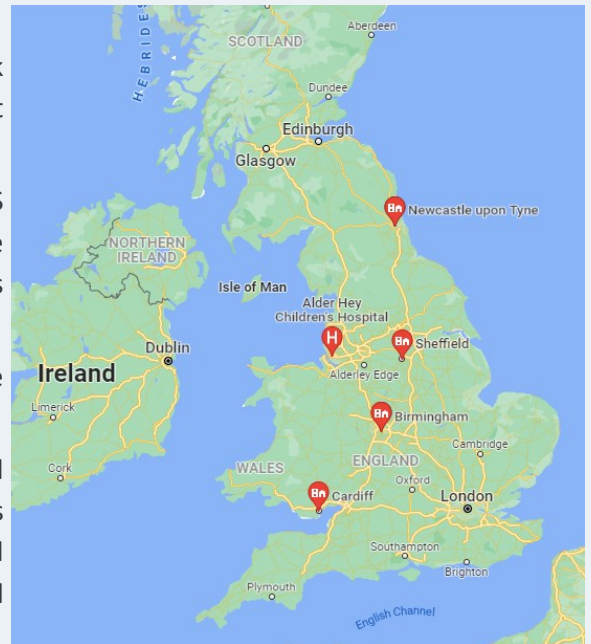 Aberdeen
SCOTLAND
HEBRIDES
Dundee
Edinburgh
Glasgow
Newcastle upon Tyne
NORTHERN
IRELAND
Isle of Man
Alder Hey
Children's Hospital
H
Dublin
Sheffield
Ireland
Alderley Edge
Limerick
Birmingham
Cambridge
Cork
WALES
ENGLAND
Cardiff
Oxford
London
Southampton
Brighton
Plymouth
English Channel